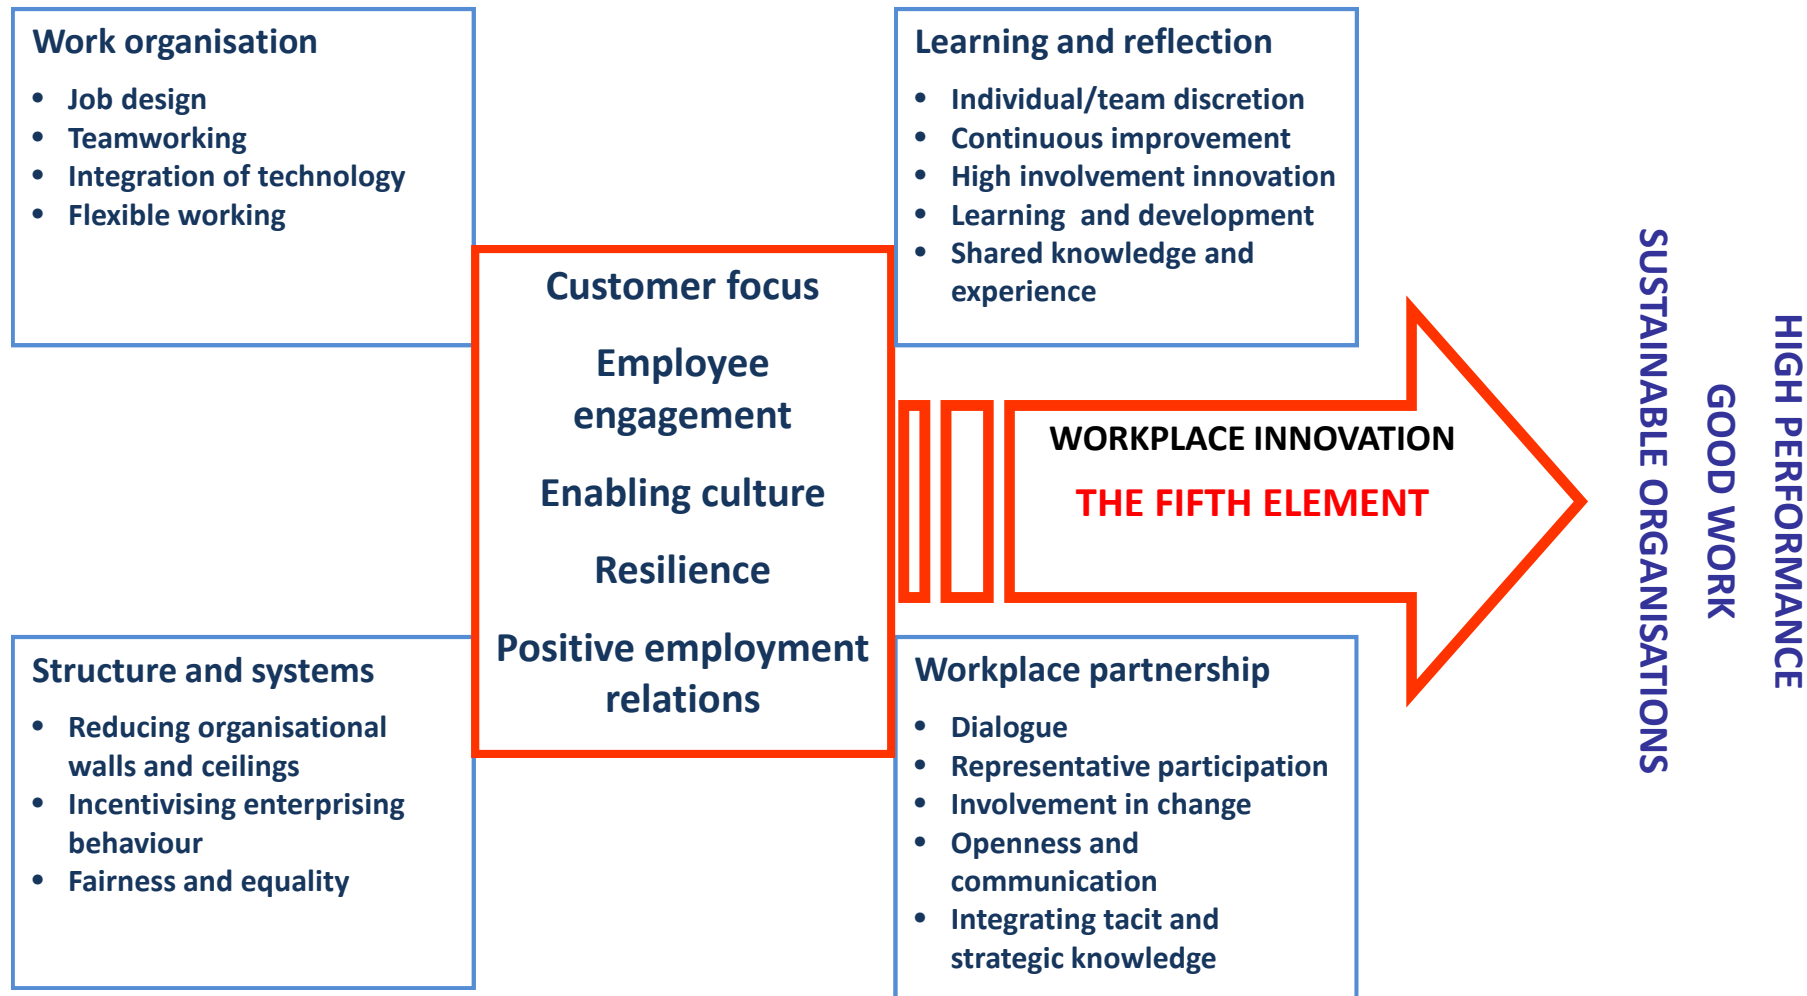 Work organisation
• Job design
• Teamworking
• Integration of technology
• Flexible working
Learning and reflection
• Individual/team discretion
• Continuous improvement
• High involvement innovation
• Learning and development
• Shared knowledge and
experience
Customer focus
Employee
engagement
Enabling culture
Resilience
Positive employment
relations
WORKPLACE INNOVATION
THE FIFTH ELEMENT
Structure and systems
• Reducing organisational
walls and ceilings
• Incentivising enterprising
behaviour
• Fairness and equality
Workplace partnership
• Dialogue
• Representative participation
• Involvement in change
• Openness and
communication
• Integrating tacit and
strategic knowledge
SUSTAINABLE ORGANISATIONS
GOOD WORK
HIGH PERFORMANCE